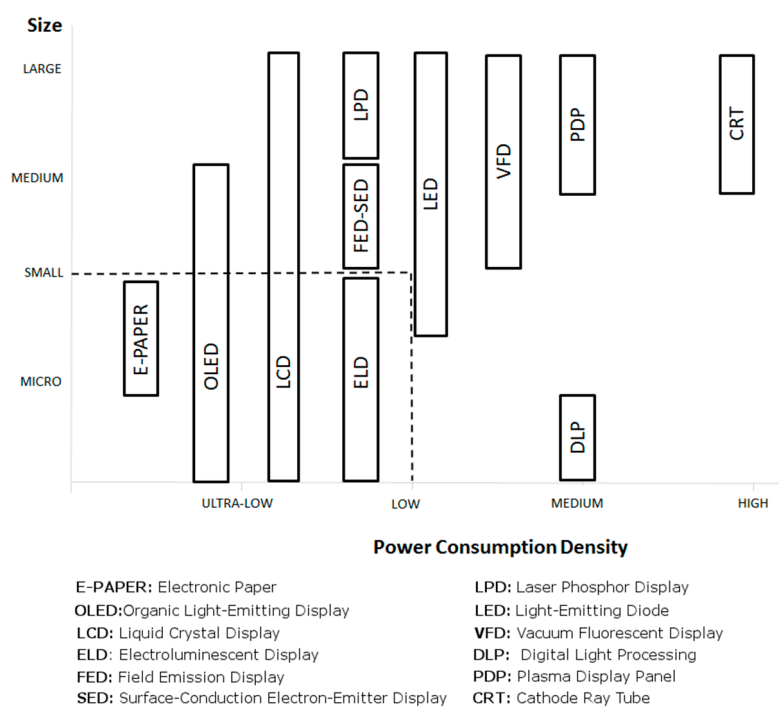 Size
LARGE
MEDIUM
SMALL
MICRO
E-PAPER
OLED
LCD
LPD
FED-SED
ELD
LED
VFD
PDP
DLP
CRT
ULTRA-LOW
LOW
MEDIUM
HIGH
Power Consumption Density
E-PAPER: Electronic Paper
OLED:Organic Light-Emitting Display
LCD: Liquid Crystal Display
ELD: Electroluminescent Display
FED: Field Emission Display
SED: Surface-Conduction Electron-Emitter Display
LPD: Laser Phosphor Display
LED: Light-Emitting Diode
VFD: Vacuum Fluorescent Display
DLP: Digital Light Processing
PDP: Plasma Display Panel
CRT: Cathode Ray Tube